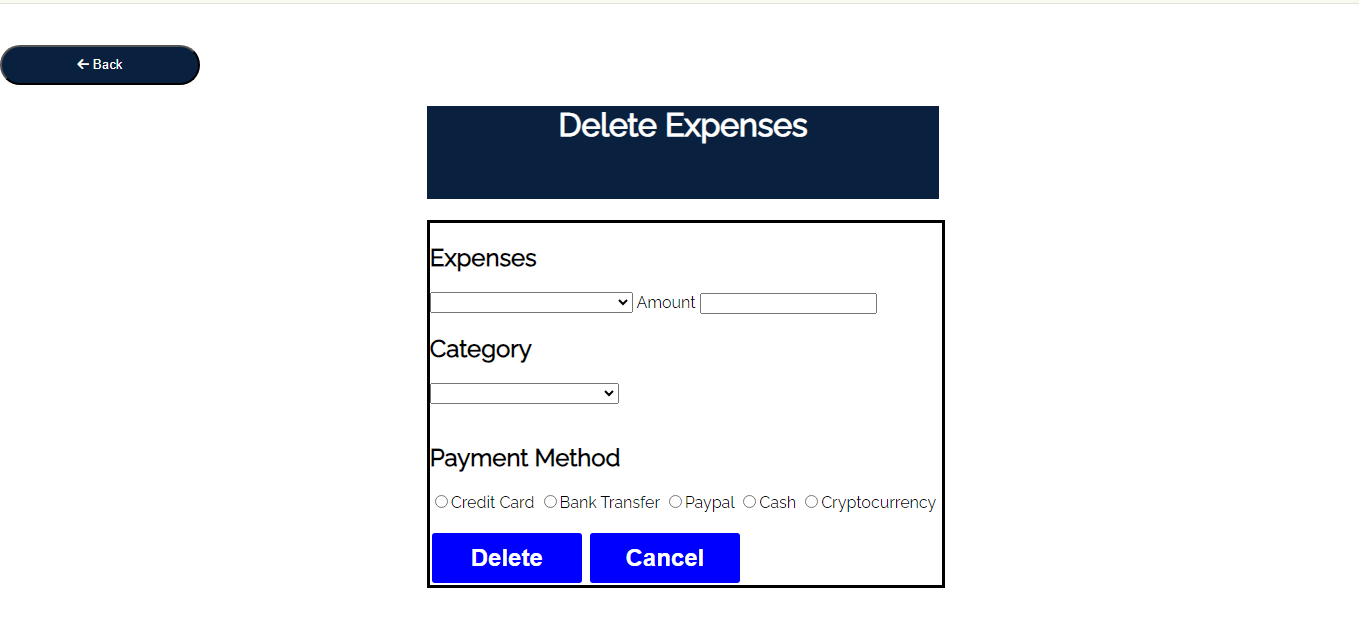 ← Back
Delete Expenses
Expenses
Amount
Category
Payment Method
Credit Card Bank Transfer Paypal Cash Cryptocurrency
Delete Cancel